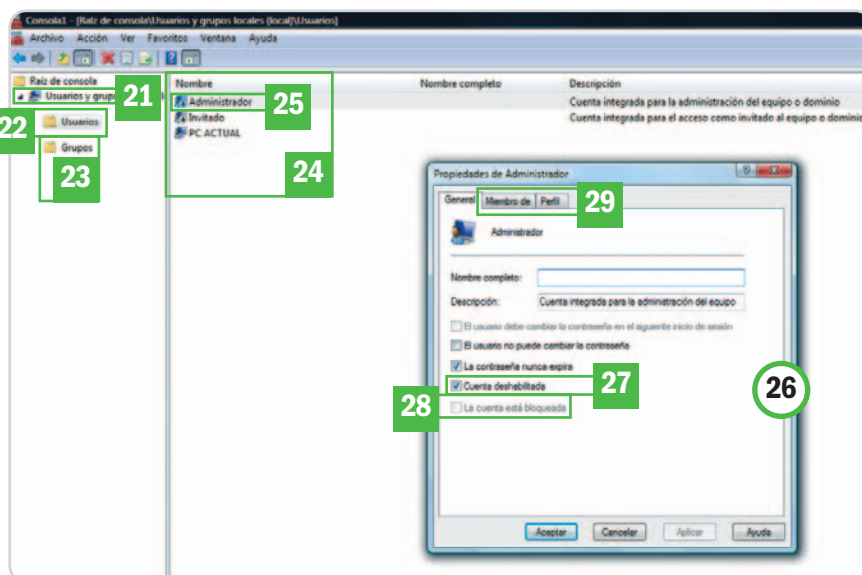 Consola1 - [Raíz de consola\Usuarios y grupos locales (local)\Usuarios]
Archivo Acción Ver Favoritos Ventana Ayuda
Raíz de consola
Usuarios y grupo
21
22
Usuarios
Grupos
23
Nombre Nombre completo Descripción
Administrador Cuenta integrada para la administración del equipo o dominio
25
Invitado Cuenta integrada para el acceso como invitado al equipo o dominio
PC ACTUAL
24
Propiedades de Administrador
General Miembro de Perfil
29
Administrador
Nombre completo:
Descripción: Cuenta integrada para la administración del equipo
El usuario debe cambiar la contraseña en el siguiente inicio de sesión
El usuario no puede cambiar la contraseña
La contraseña nunca expira
Cuenta deshabilitada
27
28
La cuenta está bloqueada
26
Aceptar Cancelar Aplicar Ayuda